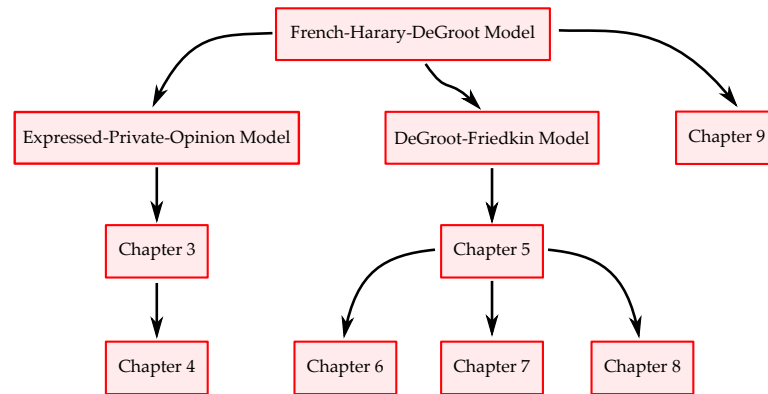 French-Harary-DeGroot Model
Expressed-Private-Opinion Model
DeGroot-Friedkin Model
Chapter 9
Chapter 3
Chapter 5
Chapter 4
Chapter 6
Chapter 7
Chapter 8